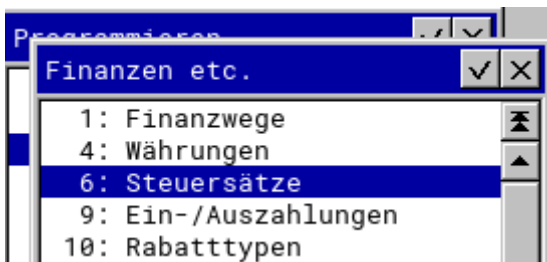 Programmieren
Finanzen etc.
1: Finanzwege
4: Währungen
6: Steuersätze
9: Ein-/Auszahlungen
10: Rabatttypen